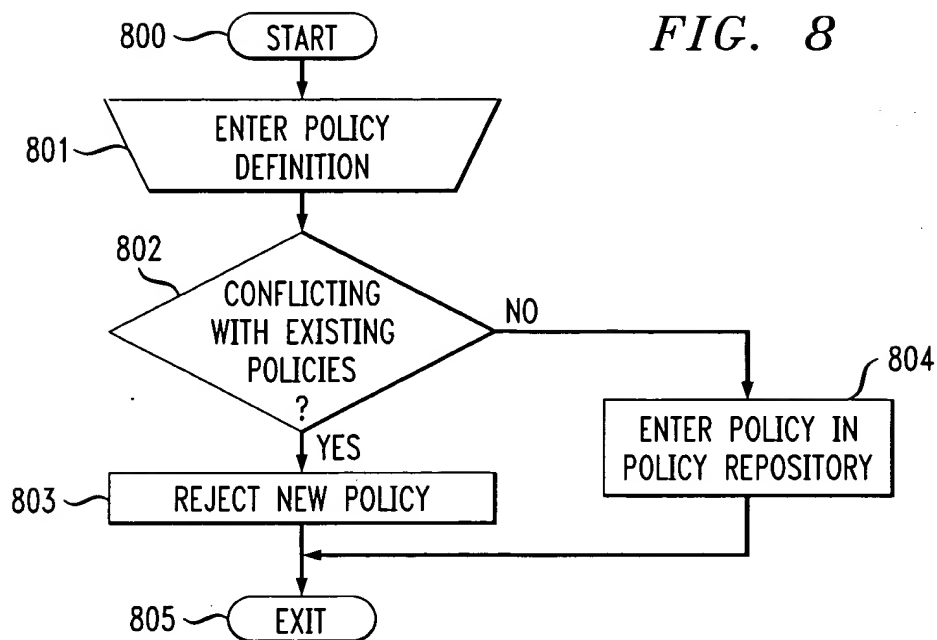 FIG. 8
800
START
801
ENTER POLICY
DEFINITION
802
CONFLICTING
WITH EXISTING
POLICIES
?
NO
YES
804
ENTER POLICY IN
POLICY REPOSITORY
803
REJECT NEW POLICY
805
EXIT